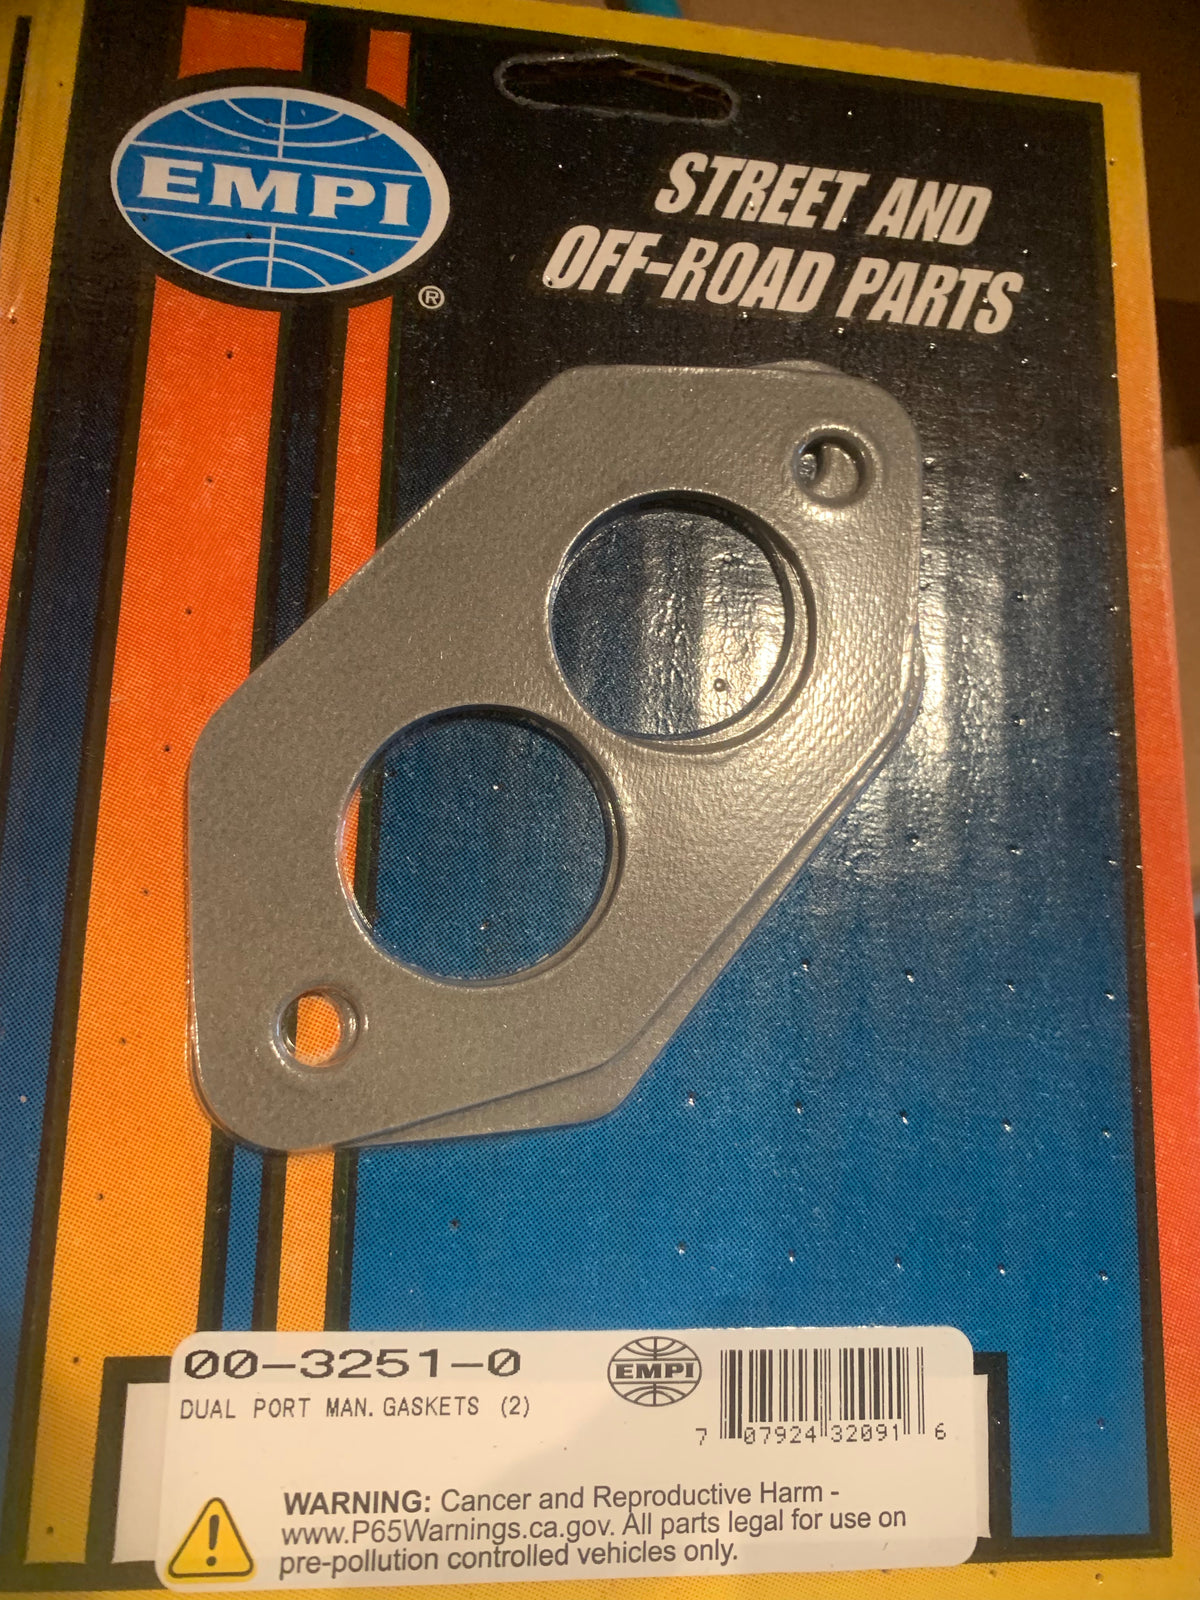 EMPI
®
STREET AND
OFF-ROAD PARTS
00-3251-0
EMPI
DUAL PORT MAN. GASKETS (2)
7 07924 32091 6
WARNING: Cancer and Reproductive Harm -
www.P65Warnings.ca.gov. All parts legal for use on
pre-pollution controlled vehicles only.